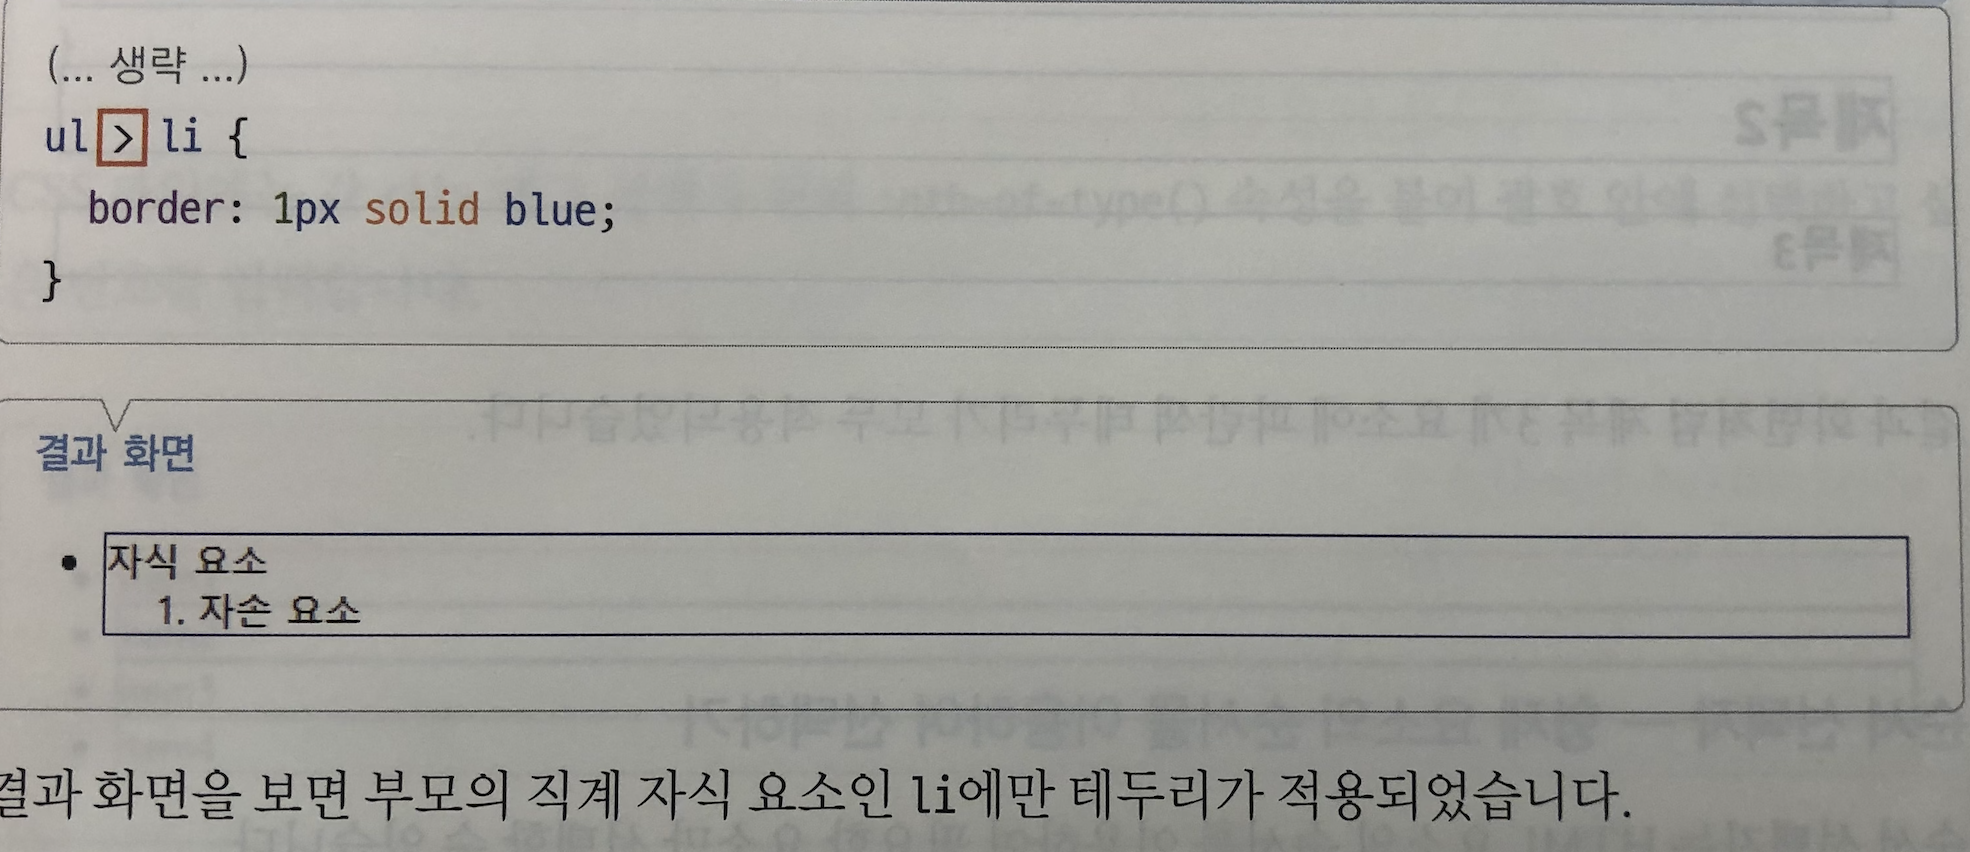 (... 생략 ...)
ul > li {
border: 1px solid blue;
}
결과 화면
• 자식 요소
1. 자손 요소
결과 화면을 보면 부모의 직계 자식 요소인 li에만 테두리가 적용되었습니다.